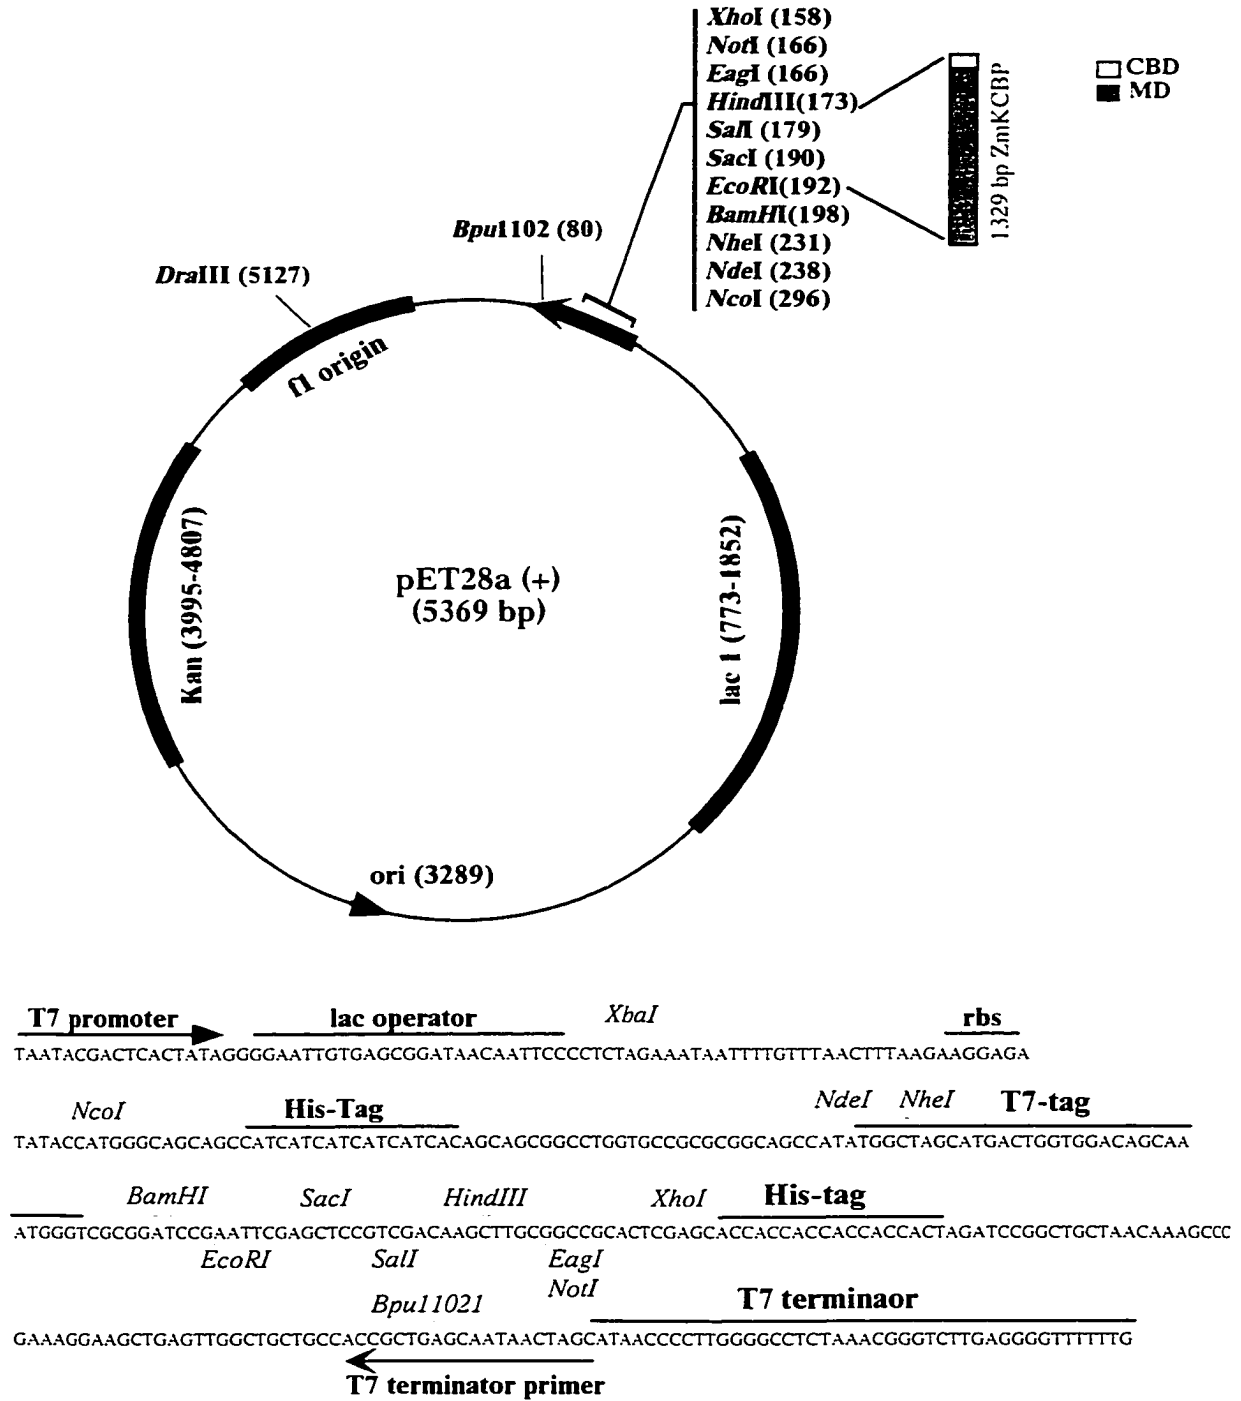 XhoI (158)
NotI (166)
EagI (166)
HindIII(173)
SalI (179)
SacI (190)
EcoRI(192)
BamHI(198)
NheI (231)
NdeI (238)
NcoI (296)
1329 bp ZmKCBP
CBD
MD
Bpu1102 (80)
DraIII (5127)
f1 origin
Kan (3995-4807)
pET28a (+)
(5369 bp)
lac 1 (773-1852)
ori (3289)
T7 promoter lac operator XbaI rbs
TAATACGACTCACTATAGGGGAATTGTGAGCGGATAACAATTCCCCTCTAGAAATAATTTTGTTTAACTTTAAGAAGGAGA
NcoI His-Tag NdeI NheI T7-tag
TATACCATGGGCAGCAGCCATCATCATCATCATCACAGCAGCGGCCTGGTGCCGCGCGGCAGCCATATGGCTAGCATGACTGGTGGACAGCAA
BamHI SacI HindIII XhoI His-tag
ATGGGTCGCGGATCCGAATTCGAGCTCCGTCGACAAGCTTGCGGCCGCACTCGAGCACCACCACCACCACCACTAGATCCGGCTGCTAACAAAGCCC
EcoRI SalI EagI
NotI
Bpu11021 T7 terminaor
GAAAGGAAGCTGAGTTGGCTGCTGCCACCGCTGAGCAATAACTAGCATAACCCCTTGGGGCCTCTAAACGGGTCTTGAGGGGTTTTTTG
T7 terminator primer